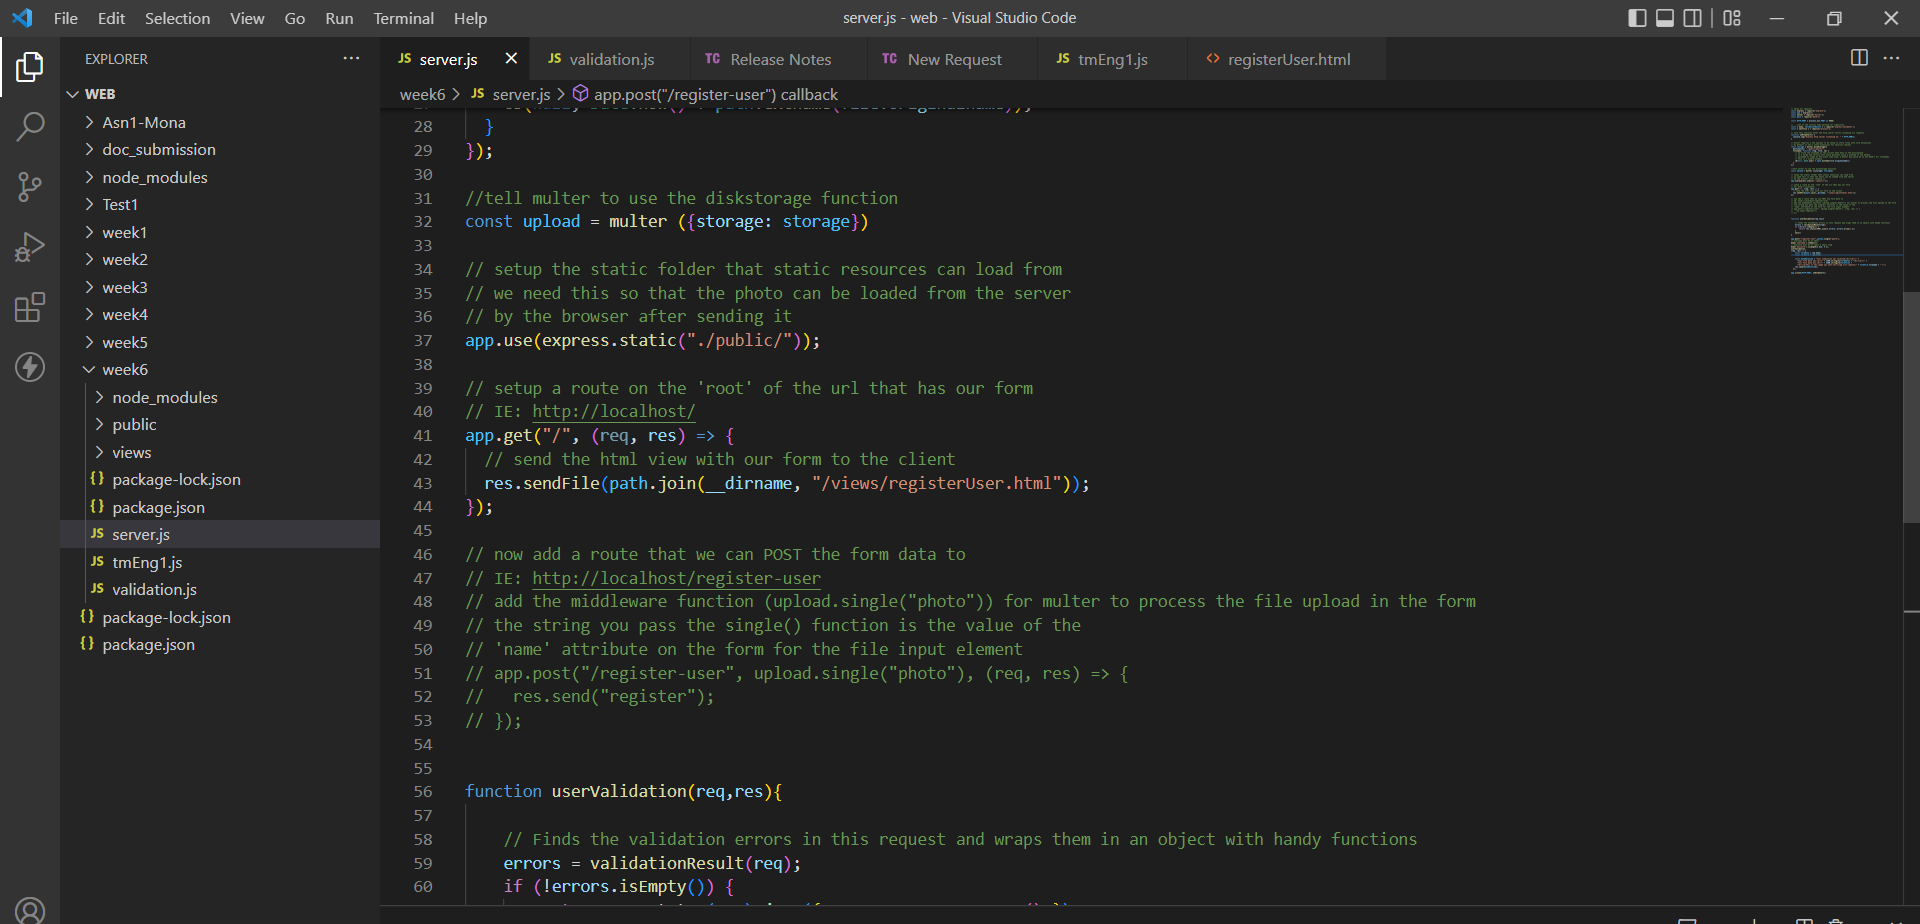 File Edit Selection View Go Run Terminal Help
server.js - web - Visual Studio Code
EXPLORER
WEB
Asn1-Mona
doc_submission
node_modules
Test1
week1
week2
week3
week4
week5
week6
node_modules
public
views
{} package-lock.json
{} package.json
JS server.js
JS tmEng1.js
JS validation.js
{} package-lock.json
{} package.json
JS server.js
JS validation.js
TC Release Notes
TC New Request
JS tmEng1.js
<> registerUser.html
week6 > JS server.js > app.post("/register-user") callback
28 }
29 });
30
31 //tell multer to use the diskstorage function
32 const upload = multer ({storage: storage})
33
34 // setup the static folder that static resources can load from
35 // we need this so that the photo can be loaded from the server
36 // by the browser after sending it
37 app.use(express.static("./public/"));
38
39 // setup a route on the 'root' of the url that has our form
40 // IE: http://localhost/
41 app.get("/", (req, res) => {
42 // send the html view with our form to the client
43 res.sendFile(path.join(__dirname, "/views/registerUser.html"));
44 });
45
46 // now add a route that we can POST the form data to
47 // IE: http://localhost/register-user
48 // add the middleware function (upload.single("photo")) for multer to process the file upload in the form
49 // the string you pass the single() function is the value of the
50 // 'name' attribute on the form for the file input element
51 // app.post("/register-user", upload.single("photo"), (req, res) => {
52 // res.send("register");
53 // });
54
55
56 function userValidation(req,res){
57
58 // Finds the validation errors in this request and wraps them in an object with handy functions
59 errors = validationResult(req);
60 if (!errors.isEmpty()) {